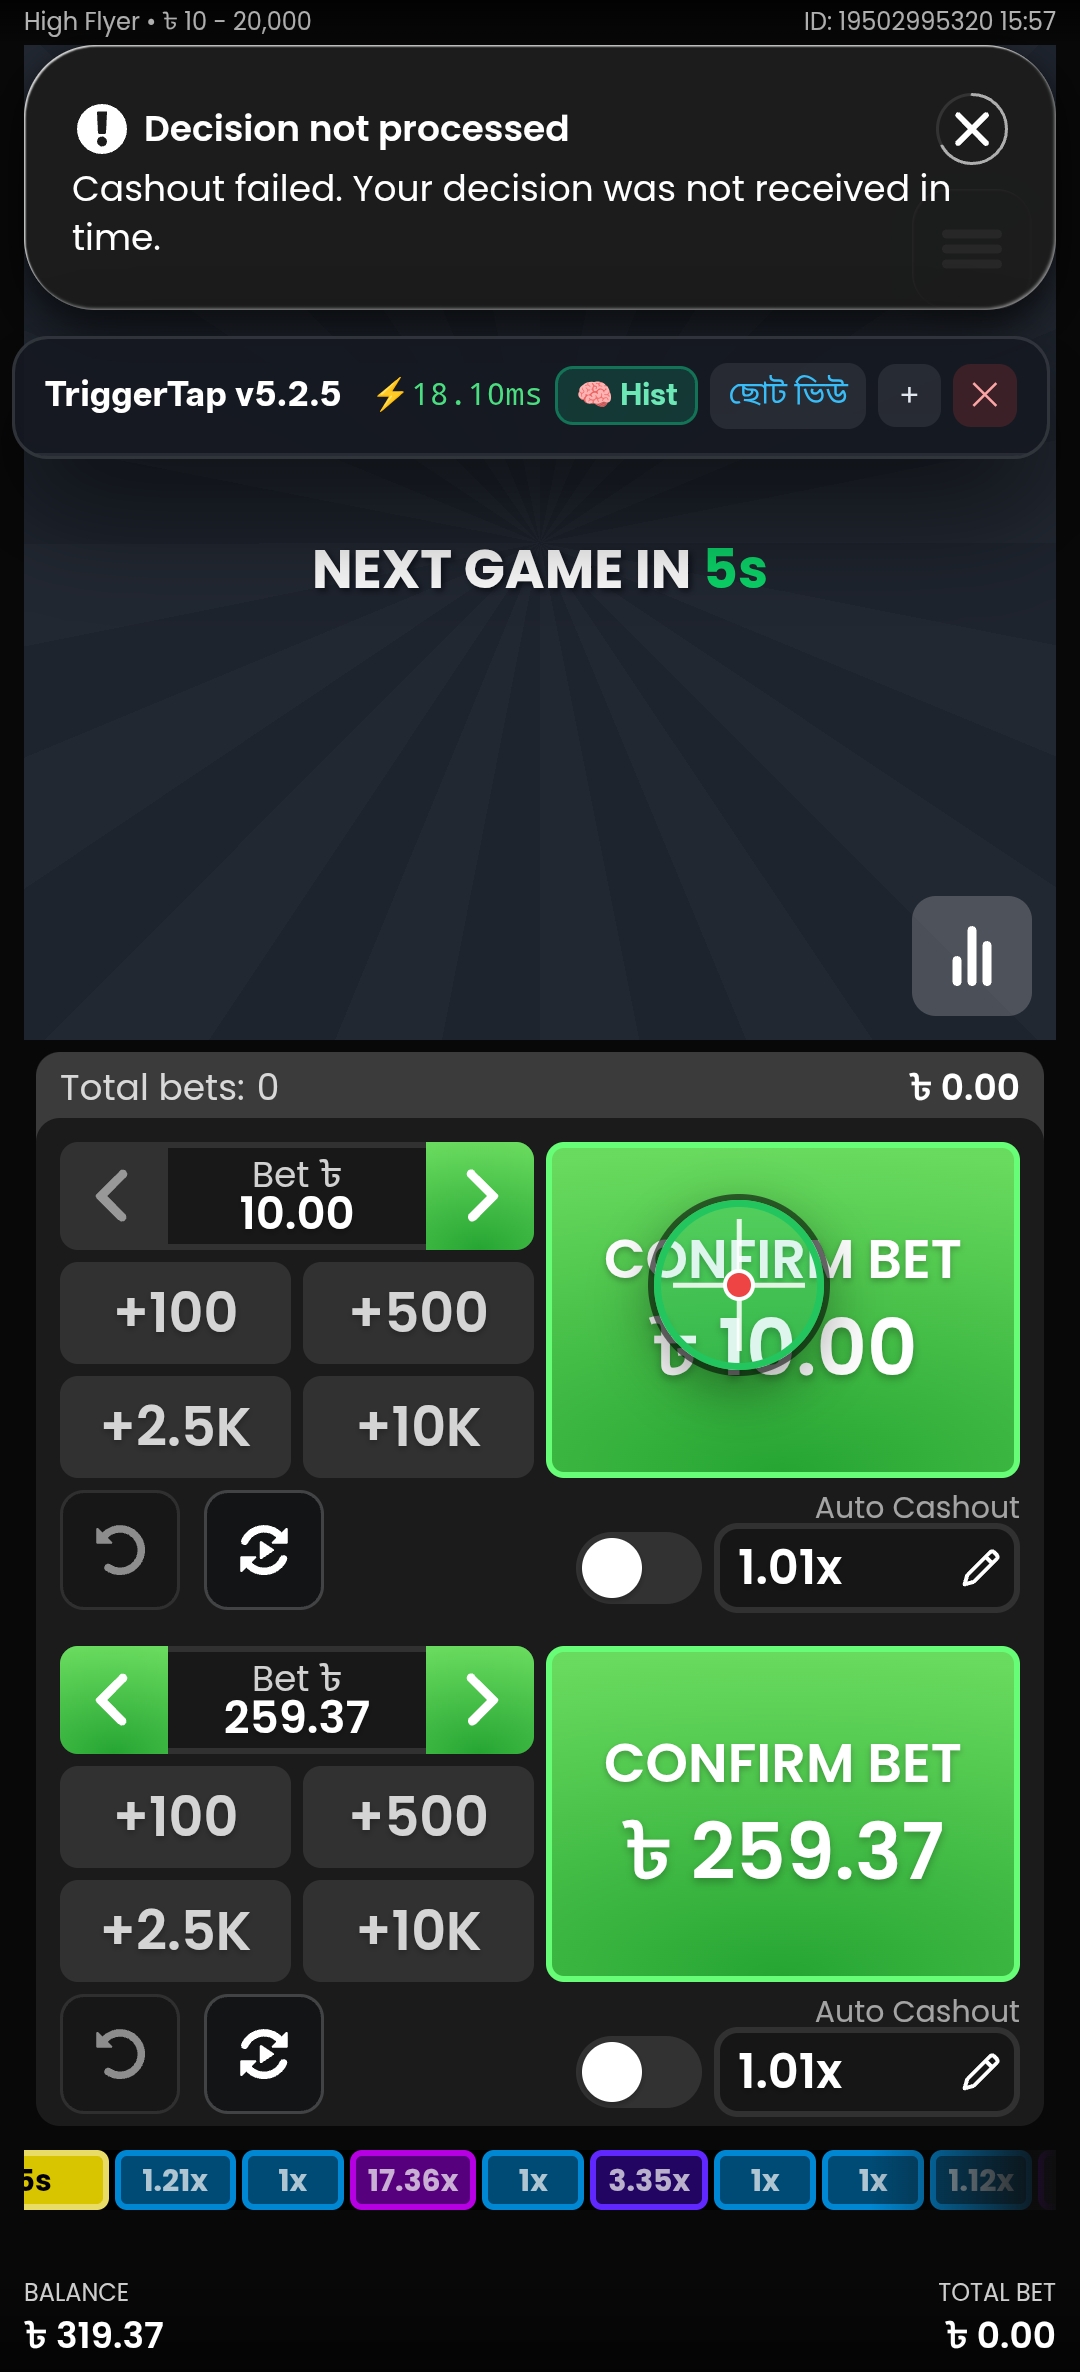 High Flyer • ৳ 10 - 20,000
ID: 19502995320 15:57
Decision not processed
Cashout failed. Your decision was not received in
time.
TriggerTap v5.2.5 ⚡18.10ms 🧠 Hist ছোট ভিউ +
NEXT GAME IN 5s
Total bets: 0
৳ 0.00
Bet ৳
10.00
+100
+500
+2.5K
+10K
CONFIRM BET
৳ 10.00
Auto Cashout
1.01x
Bet ৳
259.37
+100
+500
+2.5K
+10K
CONFIRM BET
৳ 259.37
Auto Cashout
1.01x
5s 1.21x 1x 17.36x 1x 3.35x 1x 1x 1.12x
BALANCE
৳ 319.37
TOTAL BET
৳ 0.00